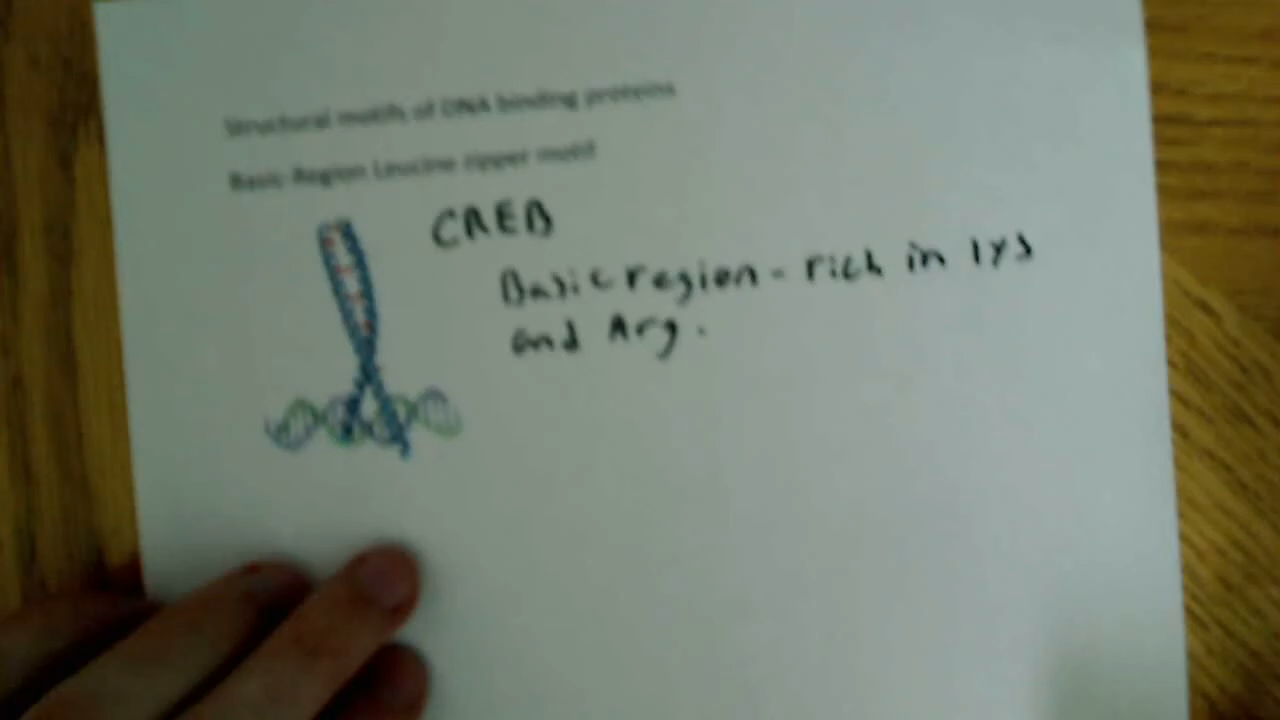 Structural motifs of DNA binding proteins
Basic-Region Leucine zipper motif
CREB
Basic region - rich in lys
and Arg.